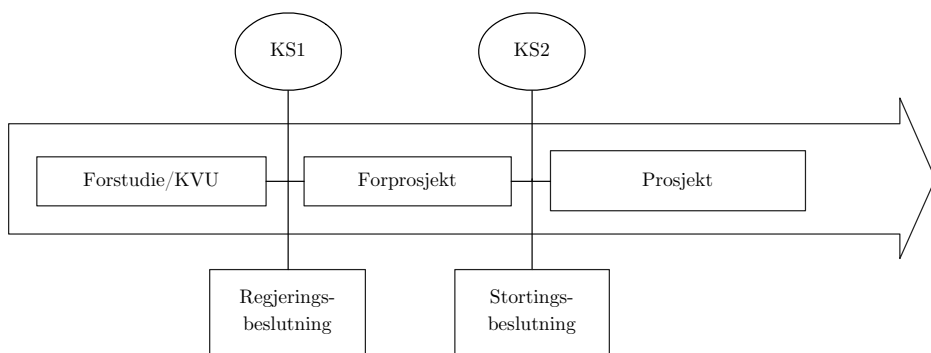 KS1
KS2
Forstudie/KVU
Forprosjekt
Prosjekt
Regjerings-
beslutning
Stortings-
beslutning